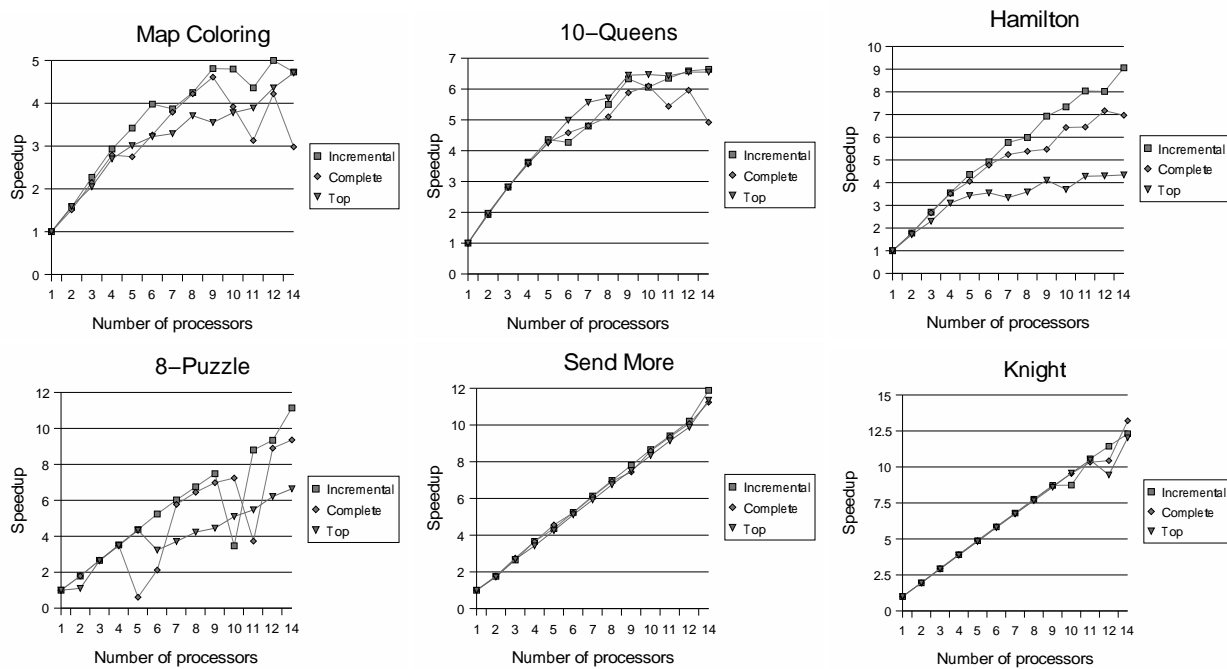 Map Coloring
5
4
3
2
1
0
Speedup
1 2 3 4 5 6 7 8 9 10 11 12 14
Number of processors
Incremental
Complete
Top
10-Queens
7
6
5
4
3
2
1
0
Speedup
1 2 3 4 5 6 7 8 9 10 11 12 14
Number of processors
Incremental
Complete
Top
Hamilton
10
9
8
7
6
5
4
3
2
1
0
Speedup
1 2 3 4 5 6 7 8 9 10 11 12 14
Number of processors
Incremental
Complete
Top
8-Puzzle
12
10
8
6
4
2
0
Speedup
1 2 3 4 5 6 7 8 9 10 11 12 14
Number of processors
Incremental
Complete
Top
Send More
12
10
8
6
4
2
0
Speedup
1 2 3 4 5 6 7 8 9 10 11 12 14
Number of processors
Incremental
Complete
Top
Knight
15
12.5
10
7.5
5
2.5
0
Speedup
1 2 3 4 5 6 7 8 9 10 11 12 14
Number of processors
Incremental
Complete
Top